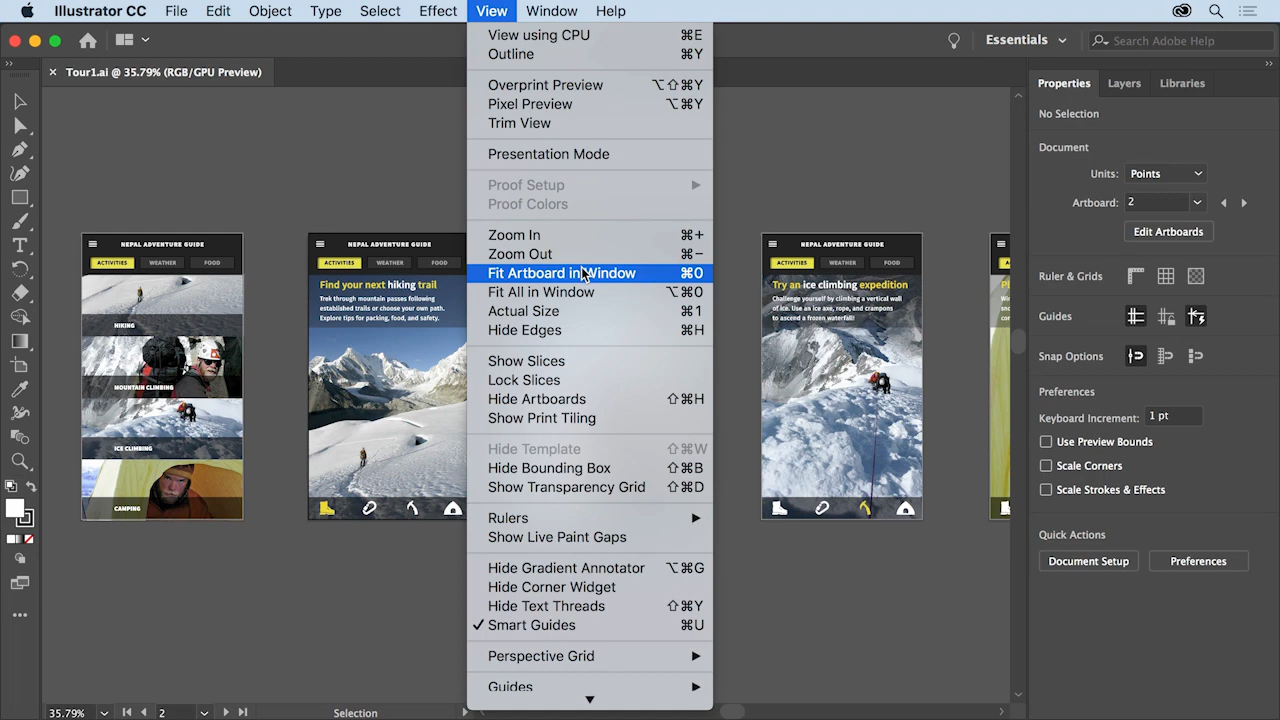 Illustrator CC File Edit Object Type Select Effect View Window Help
Essentials
Search Adobe Help
Tour1.ai @ 35.79% (RGB/GPU Preview)
View using CPU ⌘E
Outline ⌘Y
Overprint Preview ⌥⇧⌘Y
Pixel Preview ⌥⌘Y
Trim View
Presentation Mode
Proof Setup
Proof Colors
Zoom In ⌘+
Zoom Out ⌘−
Fit Artboard in Window ⌘0
Fit All in Window ⌥⌘0
Actual Size ⌘1
Hide Edges ⌘H
Show Slices
Lock Slices
Hide Artboards ⇧⌘H
Show Print Tiling
Hide Template ⇧⌘W
Hide Bounding Box ⇧⌘B
Show Transparency Grid ⇧⌘D
Rulers
Show Live Paint Gaps
Hide Gradient Annotator ⌥⌘G
Hide Corner Widget
Hide Text Threads ⇧⌘Y
✓ Smart Guides ⌘U
Perspective Grid
Guides
NEPAL ADVENTURE GUIDE
ACTIVITIES WEATHER FOOD
HIKING
MOUNTAIN CLIMBING
ICE CLIMBING
CAMPING
NEPAL ADVENTURE GUIDE
ACTIVITIES WEATHER FOOD
Find your next hiking trail
Trek through mountain passes following
established trails or choose your own path.
Explore tips for packing, food, and safety.
NEPAL ADVENTURE GUIDE
ACTIVITIES WEATHER FOOD
Try an ice climbing expedition
Challenge yourself by climbing a vertical wall
of ice. Use an ice axe, rope, and crampons
to ascend a frozen waterfall!
Properties Layers Libraries
No Selection
Document
Units: Points
Artboard: 2
Edit Artboards
Ruler & Grids
Guides
Snap Options
Preferences
Keyboard Increment: 1 pt
Use Preview Bounds
Scale Corners
Scale Strokes & Effects
Quick Actions
Document Setup Preferences
35.79% 2 Selection